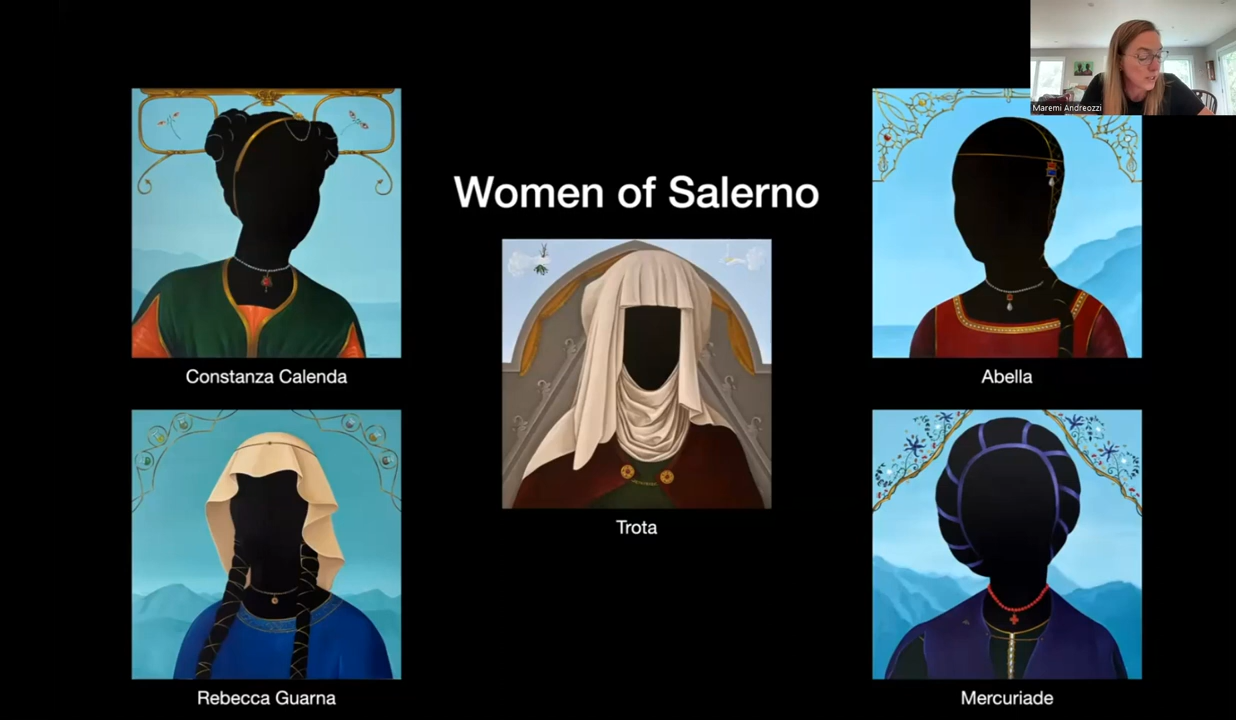 Maremi Andreozzi
Women of Salerno
Constanza Calenda
Abella
Trota
Rebecca Guarna
Mercuriade